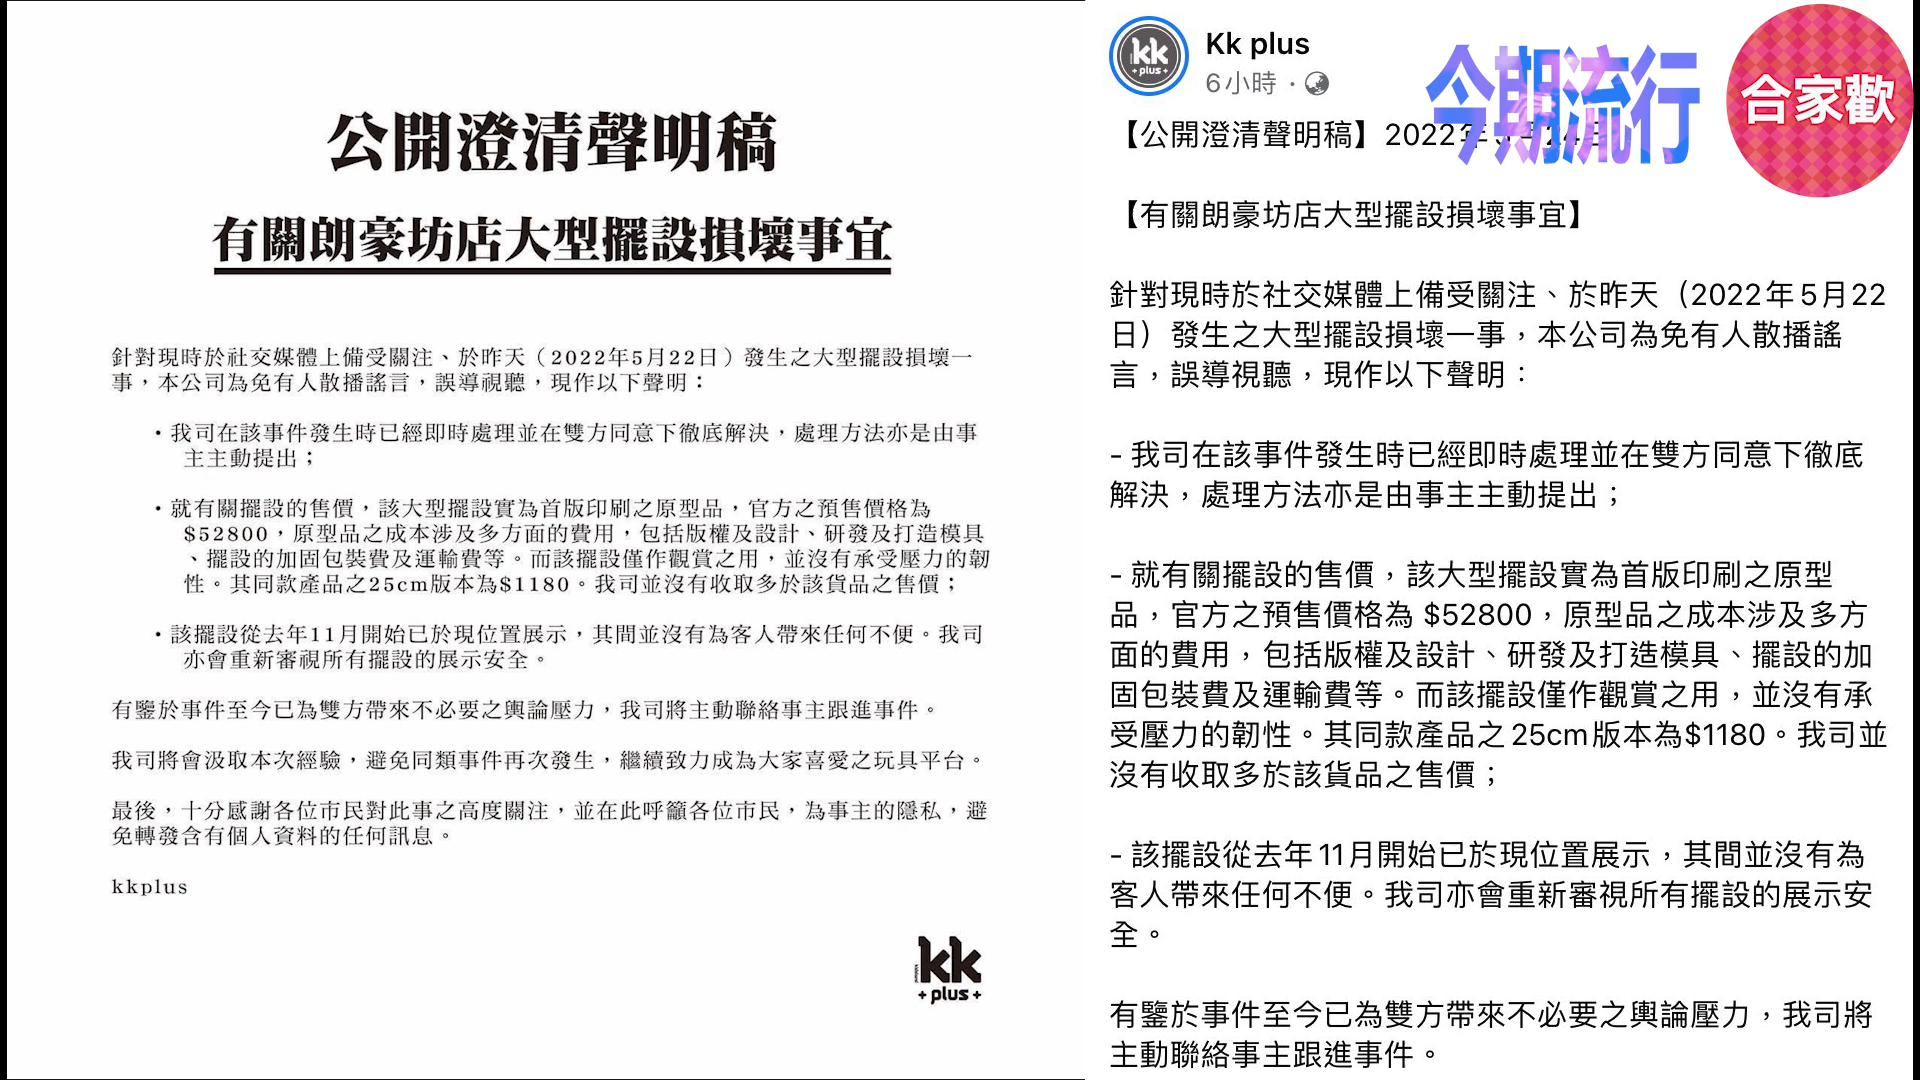 公開澄清聲明稿
有關朗豪坊店大型擺設損壞事宜
針對現時於社交媒體上備受關注、於昨天（2022年5月22日）發生之大型擺設損壞一
事，本公司為免有人散播謠言，誤導視聽，現作以下聲明：
・我司在該事件發生時已經即時處理並在雙方同意下徹底解決，處理方法亦是由事
主主動提出；
・就有關擺設的售價，該大型擺設實為首版印刷之原型品，官方之預售價格為
$52800，原型品之成本涉及多方面的費用，包括版權及設計、研發及打造模具
、擺設的加固包裝費及運輸費等。而該擺設僅作觀賞之用，並沒有承受壓力的韌
性。其同款產品之25cm版本為$1180。我司並沒有收取多於該貨品之售價；
・該擺設從去年11月開始已於現位置展示，其間並沒有為客人帶來任何不便。我司
亦會重新審視所有擺設的展示安全。
有鑒於事件至今已為雙方帶來不必要之輿論壓力，我司將主動聯絡事主跟進事件。
我司將會汲取本次經驗，避免同類事件再次發生，繼續致力成為大家喜愛之玩具平台。
最後，十分感謝各位市民對此事之高度關注，並在此呼籲各位市民，為事主的隱私，避
免轉發含有個人資料的任何訊息。
kkplus
kk
+plus+
kk
+plus+
Kk plus
6小時 ·
今期流行
合家歡
【公開澄清聲明稿】2022年
【有關朗豪坊店大型擺設損壞事宜】
針對現時於社交媒體上備受關注、於昨天（2022年5月22
日）發生之大型擺設損壞一事，本公司為免有人散播謠
言，誤導視聽，現作以下聲明：
- 我司在該事件發生時已經即時處理並在雙方同意下徹底
解決，處理方法亦是由事主主動提出；
- 就有關擺設的售價，該大型擺設實為首版印刷之原型
品，官方之預售價格為 $52800，原型品之成本涉及多方
面的費用，包括版權及設計、研發及打造模具、擺設的加
固包裝費及運輸費等。而該擺設僅作觀賞之用，並沒有承
受壓力的韌性。其同款產品之25cm版本為$1180。我司並
沒有收取多於該貨品之售價；
- 該擺設從去年11月開始已於現位置展示，其間並沒有為
客人帶來任何不便。我司亦會重新審視所有擺設的展示安
全。
有鑒於事件至今已為雙方帶來不必要之輿論壓力，我司將
主動聯絡事主跟進事件。